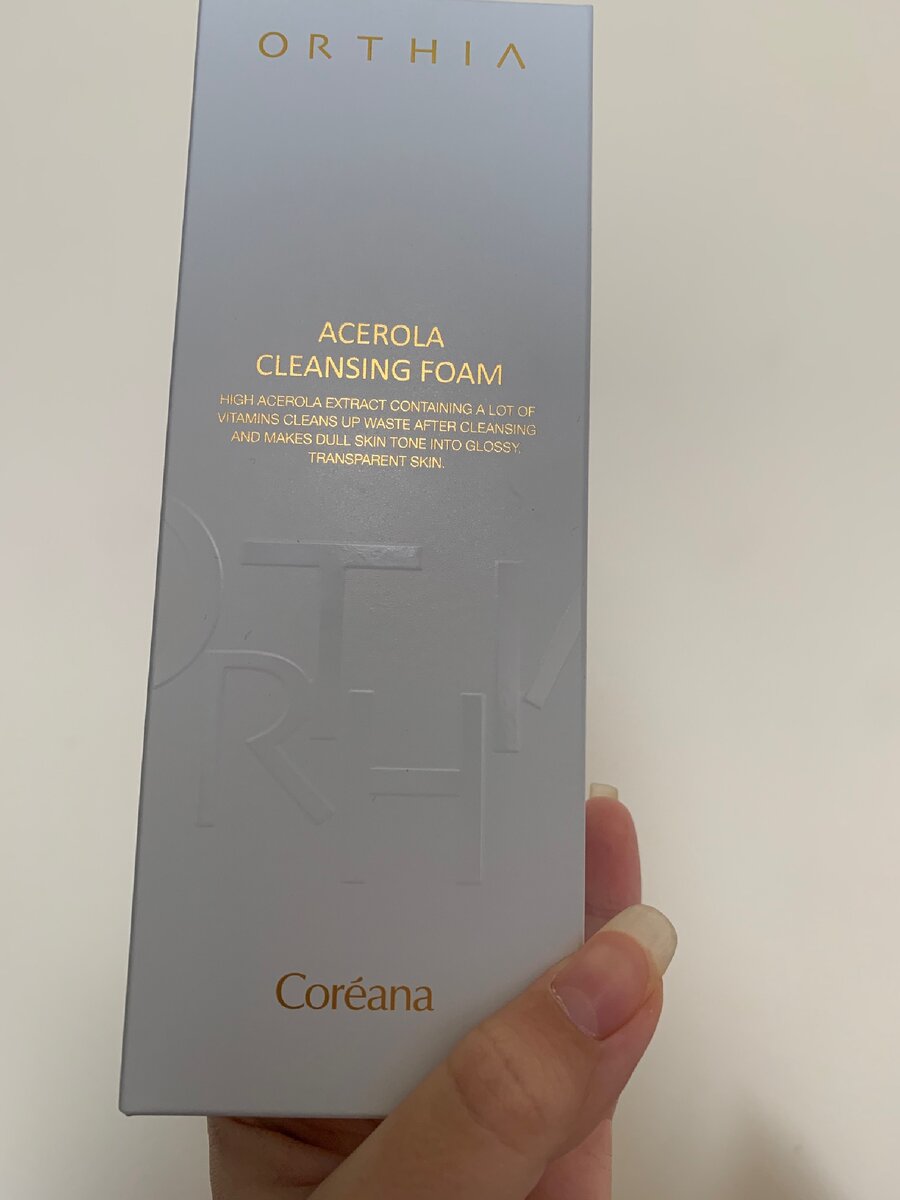 ORTHIA
ACEROLA
CLEANSING FOAM
HIGH ACEROLA EXTRACT CONTAINING A LOT OF
VITAMINS CLEANS UP WASTE AFTER CLEANSING
AND MAKES DULL SKIN TONE INTO GLOSSY,
TRANSPARENT SKIN.
ORTHIA
Coréana